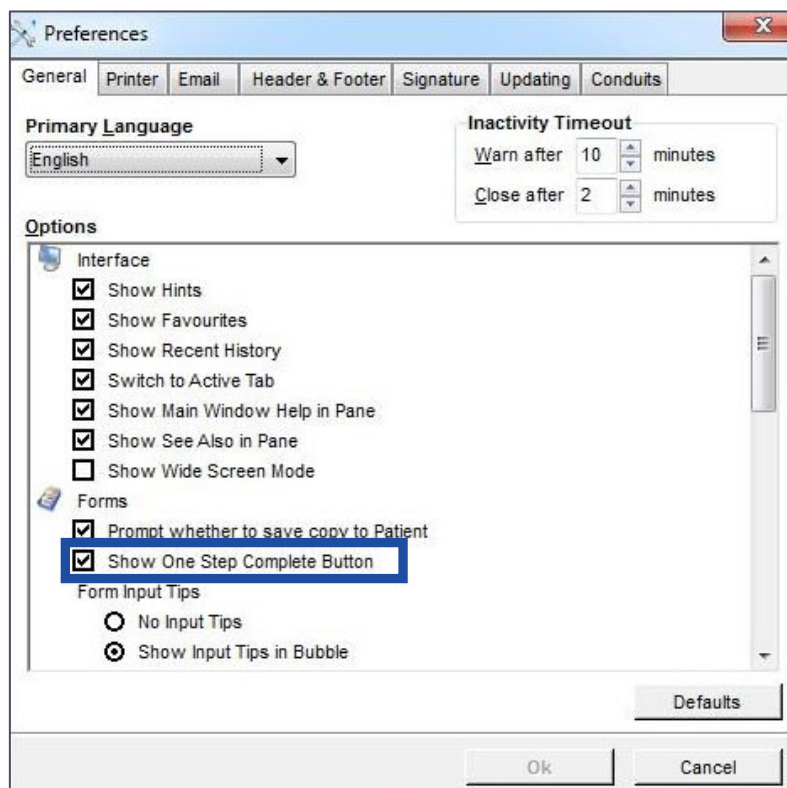 Preferences
General Printer Email Header & Footer Signature Updating Conduits
Primary Language
English
Inactivity Timeout
Warn after 10 minutes
Close after 2 minutes
Options
Interface
Show Hints
Show Favourites
Show Recent History
Switch to Active Tab
Show Main Window Help in Pane
Show See Also in Pane
Show Wide Screen Mode
Forms
Prompt whether to save copy to Patient
Show One Step Complete Button
Form Input Tips
No Input Tips
Show Input Tips in Bubble
Defaults
Ok Cancel